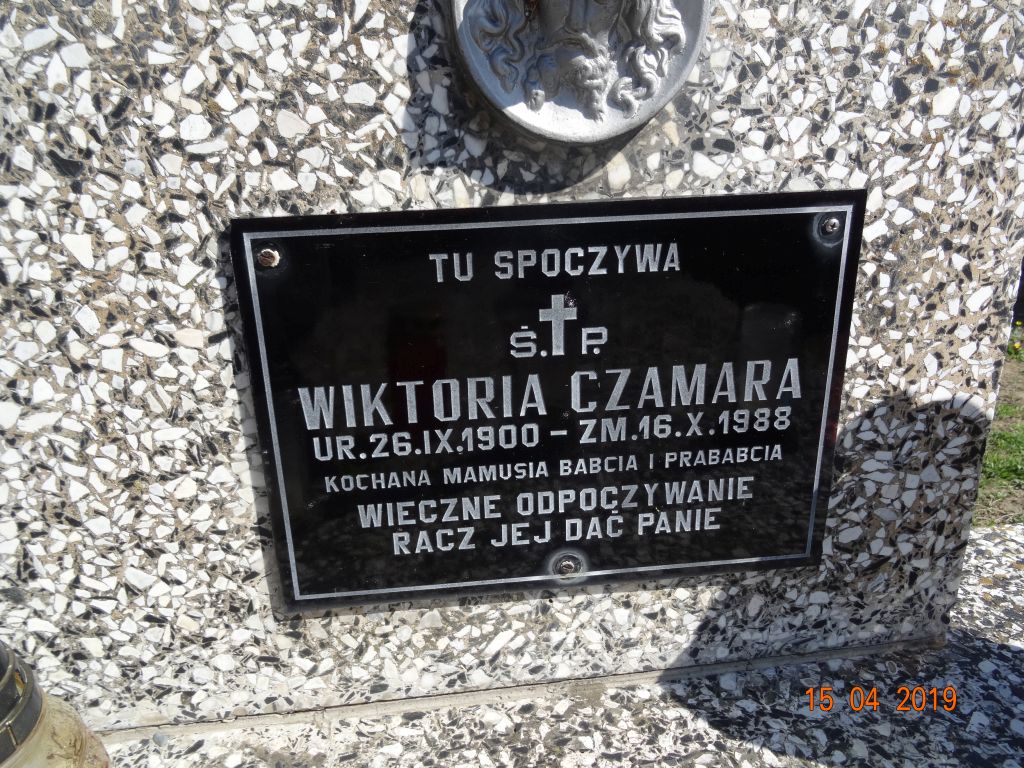 TU SPOCZYWA
Ś. P.
WIKTORIA CZAMARA
UR.26.IX.1900 – ZM.16.X.1988
KOCHANA MAMUSIA BABCIA I PRABABCIA
WIECZNE ODPOCZYWANIE
RACZ JEJ DAĆ PANIE
15 04 2019